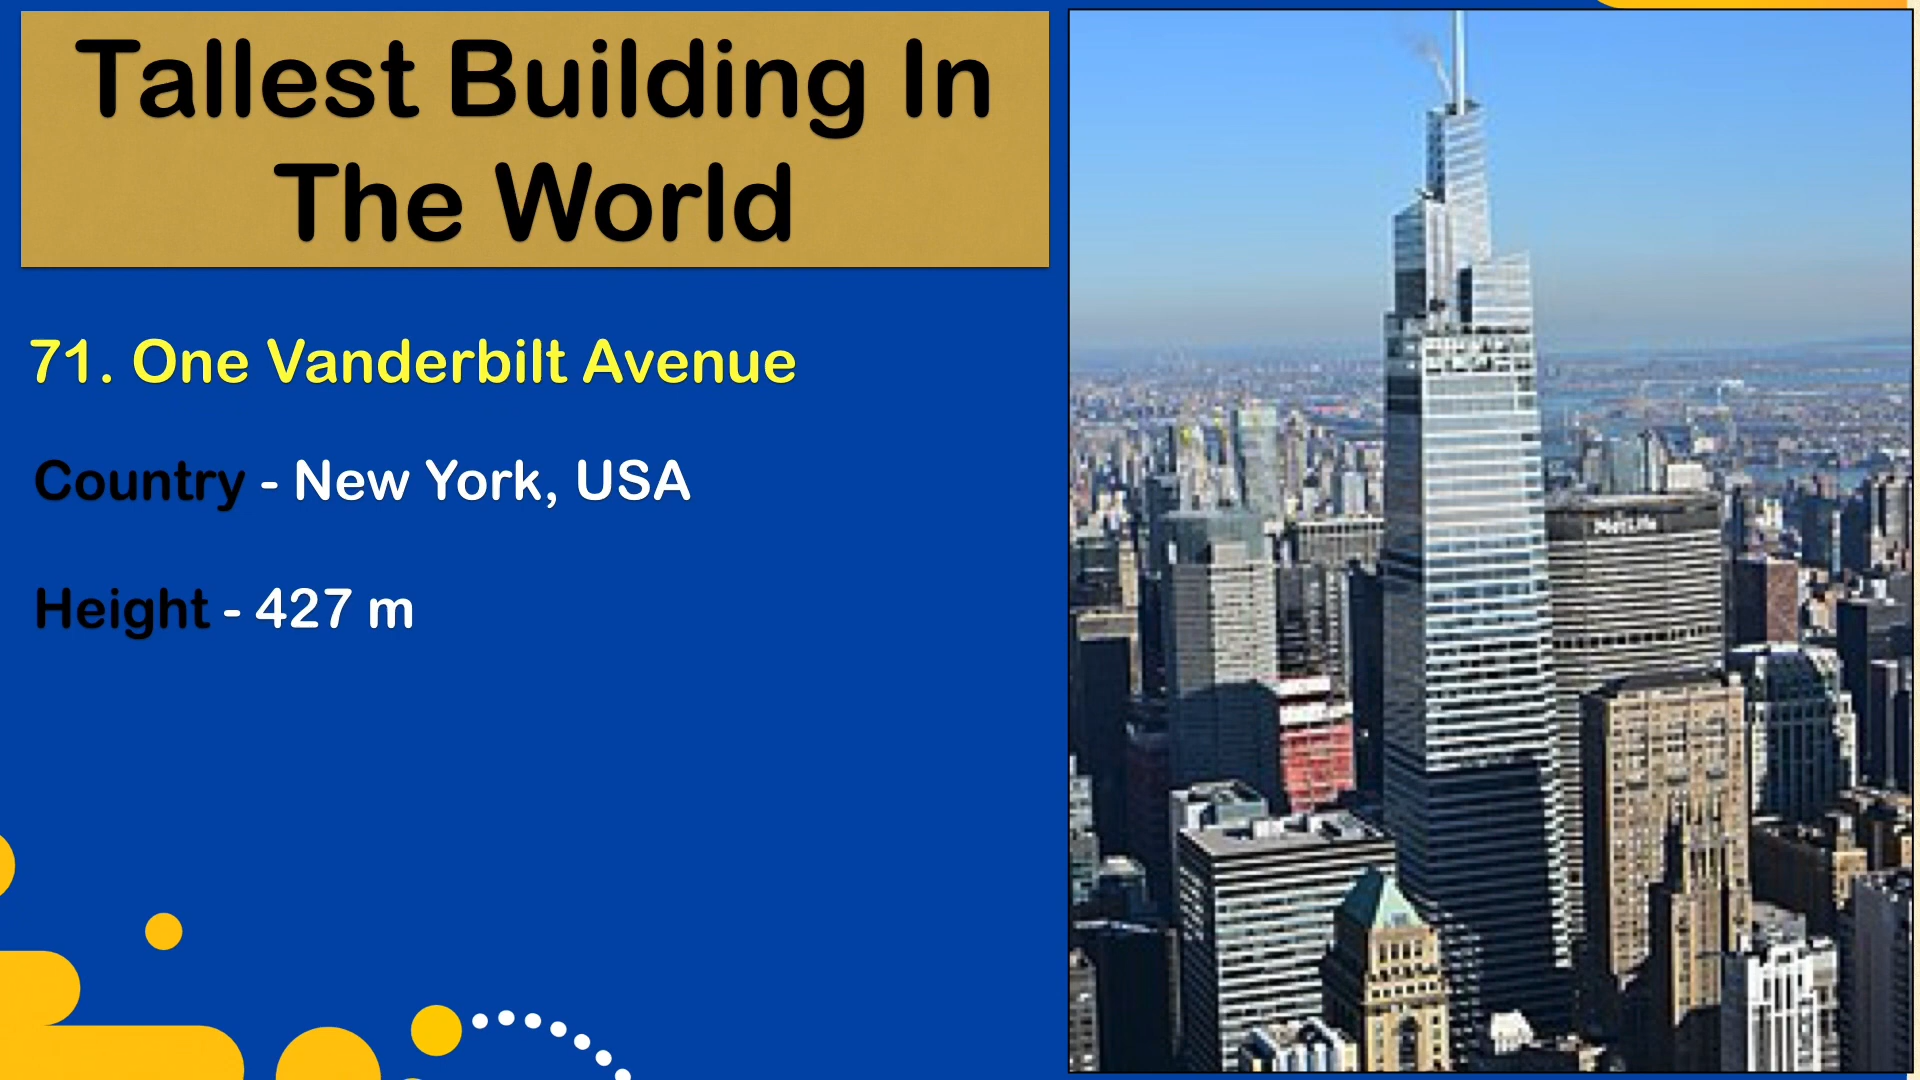 Tallest Building In
The World
71. One Vanderbilt Avenue
Country - New York, USA
Height - 427 m
MetLife